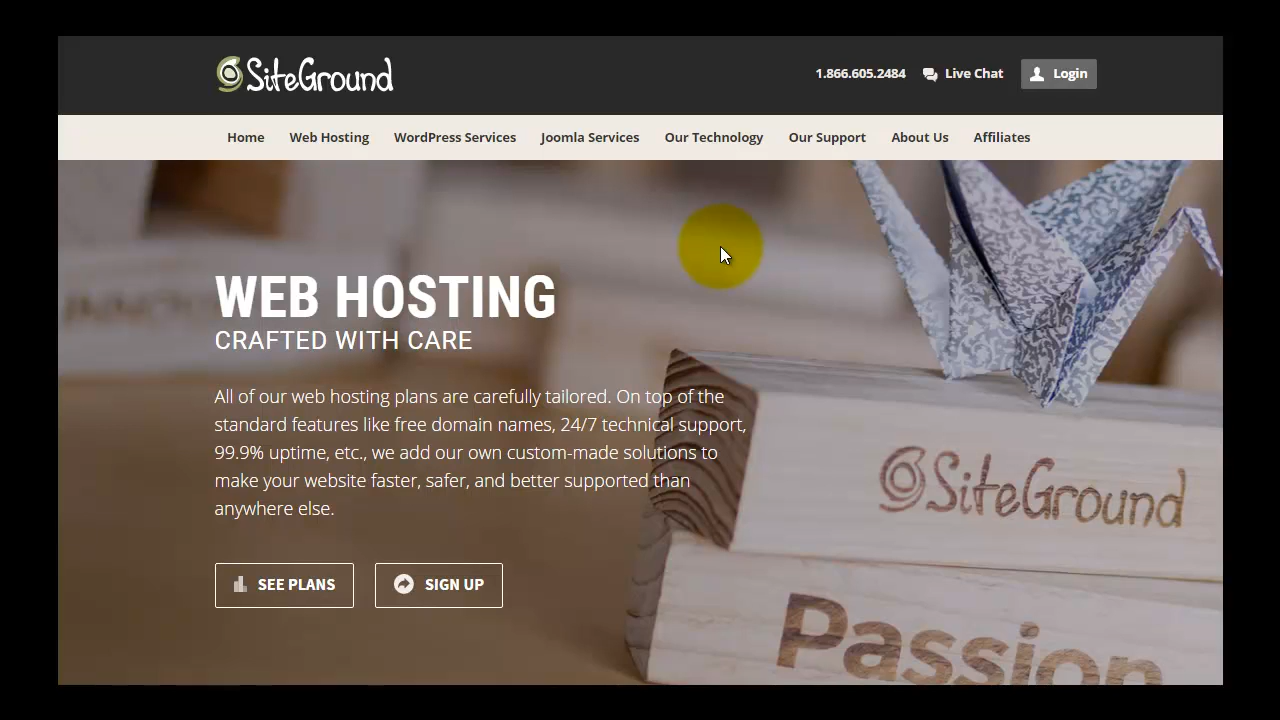 SiteGround
1.866.605.2484
Live Chat
Login
Home
Web Hosting
WordPress Services
Joomla Services
Our Technology
Our Support
About Us
Affiliates
WEB HOSTING
CRAFTED WITH CARE
All of our web hosting plans are carefully tailored. On top of the
standard features like free domain names, 24/7 technical support,
99.9% uptime, etc., we add our own custom-made solutions to
make your website faster, safer, and better supported than
anywhere else.
SEE PLANS
SIGN UP
SiteGround
Passion